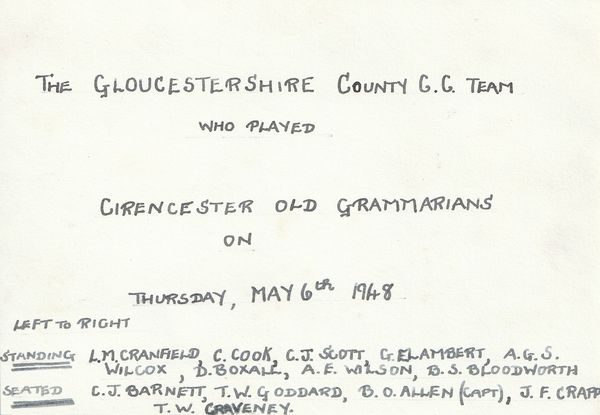 THE GLOUCESTERSHIRE COUNTY C.C. TEAM
WHO PLAYED
CIRENCESTER OLD GRAMMARIANS
ON
THURSDAY, MAY 6th 1948
LEFT TO RIGHT
STANDING L.M. CRANFIELD, C. COOK, C.J. SCOTT, G.E. LAMBERT, A.G.S.
WILCOX, D. BOXALL, A.E. WILSON, B.S. BLOODWORTH
SEATED C.J. BARNETT, T.W. GODDARD, B.O. ALLEN (CAPT), J.F. CRAPP
T.W. GRAVENEY.